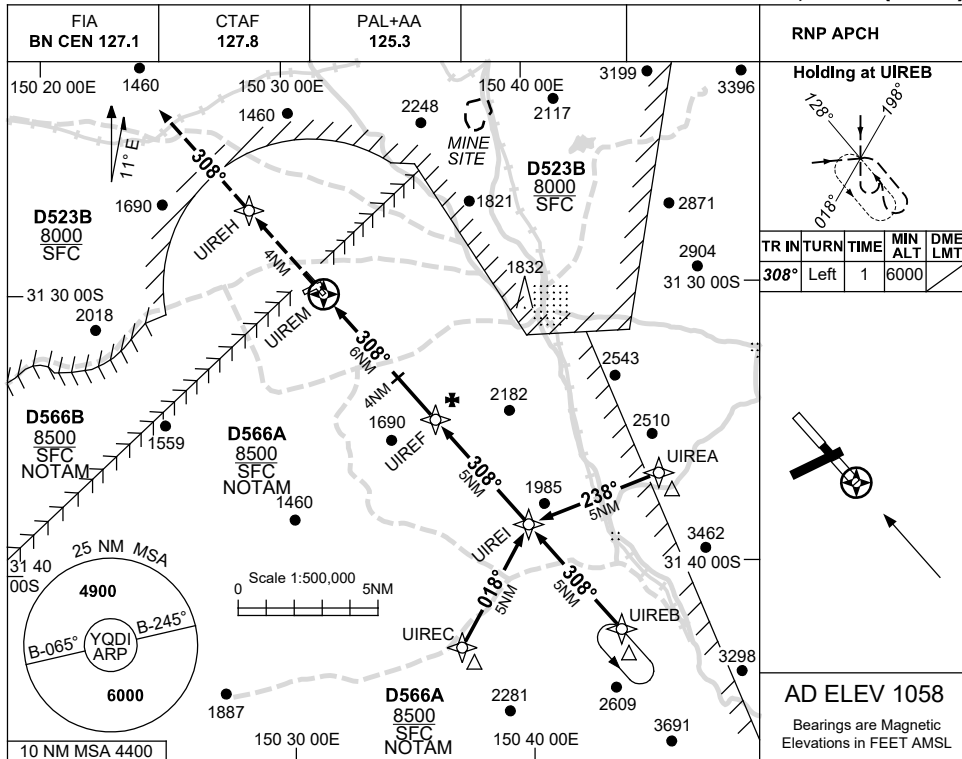 FIA
BN CEN 127.1
CTAF
127.8
PAL+AA
125.3
RNP APCH
150 20 00E
1460
150 30 00E
1460
2248
MINE
SITE
150 40 00E
2117
3199
3396
11° E
308°
D523B
8000
SFC
1690
D523B
8000
SFC
1821
2871
2904
UIREH
4NM
1832
31 30 00S
31 30 00S
2018
UIREM
308°
6NM
4NM
2543
D566B
8500
SFC
NOTAM
1559
D566A
8500
SFC
NOTAM
1690
UIREF
2182
2510
UIREA
308°
5NM
1985
238°
5NM
1460
UIREI
3462
31 40
00S
31 40 00S
25 NM MSA
4900
B-065°
B-245°
YQDI
ARP
6000
10 NM MSA 4400
Scale 1:500,000
0
5NM
018°
5NM
308°
5NM
UIREC
UIREB
3298
1887
D566A
8500
SFC
NOTAM
2281
2609
3691
150 30 00E
150 40 00E
Holding at UIREB
128°
198°
018°
TR IN TURN TIME MIN ALT DME LMT
308° Left 1 6000
AD ELEV 1058
Bearings are Magnetic
Elevations in FEET AMSL